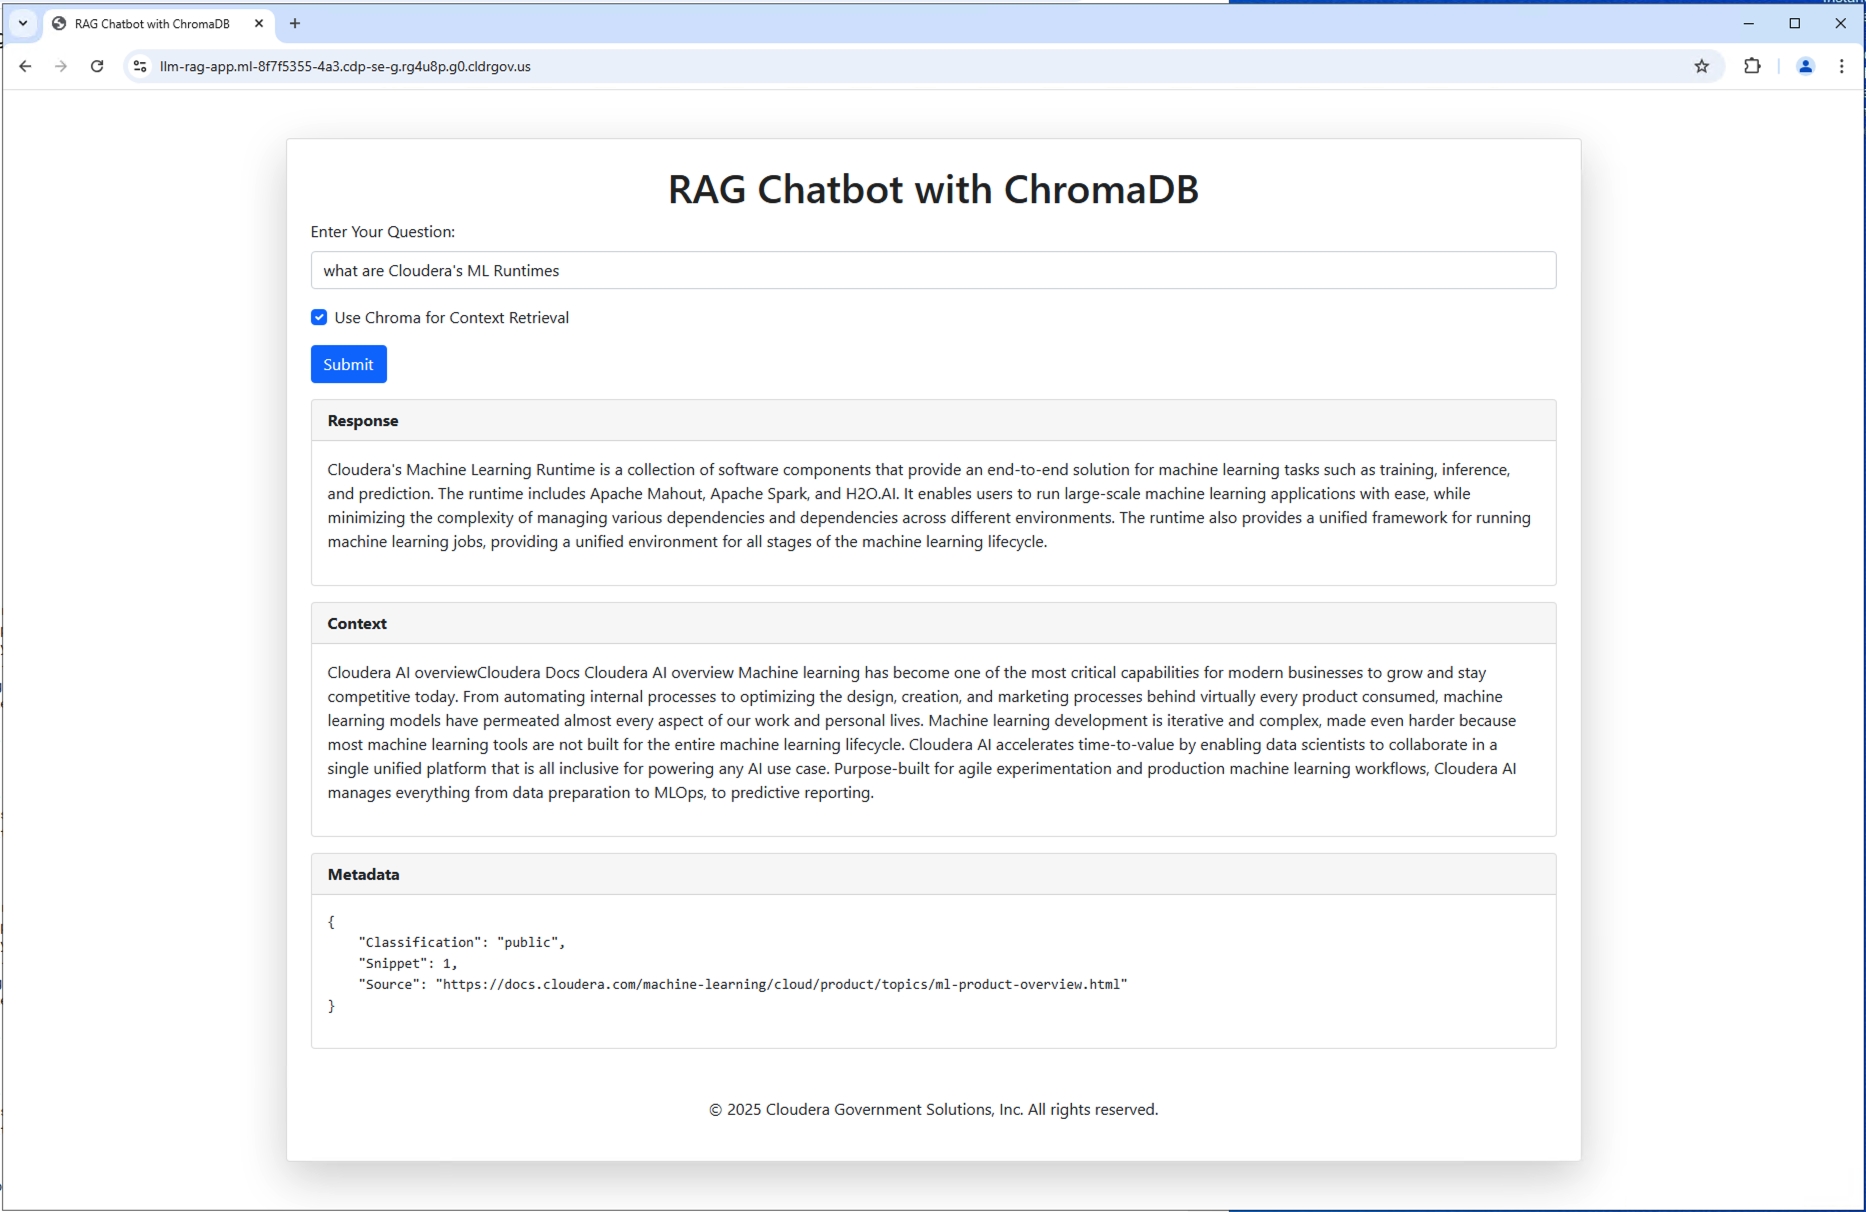 RAG Chatbot with ChromaDB
llm-rag-app.ml-8f7f5355-4a3.cdp-se-g.rg4u8p.g0.cldrgov.us
RAG Chatbot with ChromaDB
Enter Your Question:
what are Cloudera's ML Runtimes
Use Chroma for Context Retrieval
Submit
Response
Cloudera's Machine Learning Runtime is a collection of software components that provide an end-to-end solution for machine learning tasks such as training, inference,
and prediction. The runtime includes Apache Mahout, Apache Spark, and H2O.AI. It enables users to run large-scale machine learning applications with ease, while
minimizing the complexity of managing various dependencies and dependencies across different environments. The runtime also provides a unified framework for running
machine learning jobs, providing a unified environment for all stages of the machine learning lifecycle.
Context
Cloudera AI overviewCloudera Docs Cloudera AI overview Machine learning has become one of the most critical capabilities for modern businesses to grow and stay
competitive today. From automating internal processes to optimizing the design, creation, and marketing processes behind virtually every product consumed, machine
learning models have permeated almost every aspect of our work and personal lives. Machine learning development is iterative and complex, made even harder because
most machine learning tools are not built for the entire machine learning lifecycle. Cloudera AI accelerates time-to-value by enabling data scientists to collaborate in a
single unified platform that is all inclusive for powering any AI use case. Purpose-built for agile experimentation and production machine learning workflows, Cloudera AI
manages everything from data preparation to MLOps, to predictive reporting.
Metadata
{
"Classification": "public",
"Snippet": 1,
"Source": "https://docs.cloudera.com/machine-learning/cloud/product/topics/ml-product-overview.html"
}
© 2025 Cloudera Government Solutions, Inc. All rights reserved.